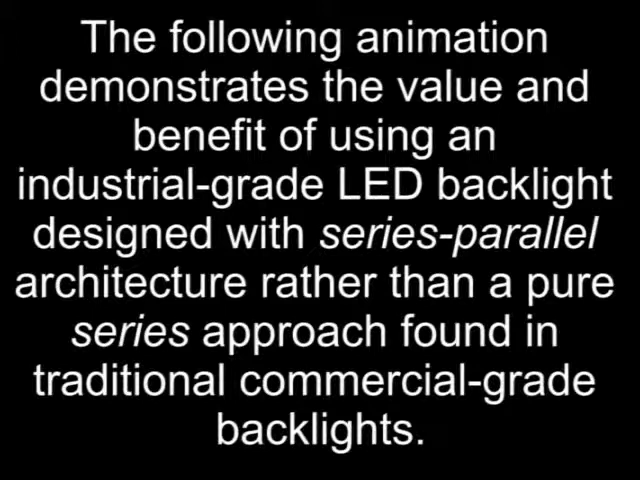 The following animation
demonstrates the value and
benefit of using an
industrial-grade LED backlight
designed with series-parallel
architecture rather than a pure
series approach found in
traditional commercial-grade
backlights.